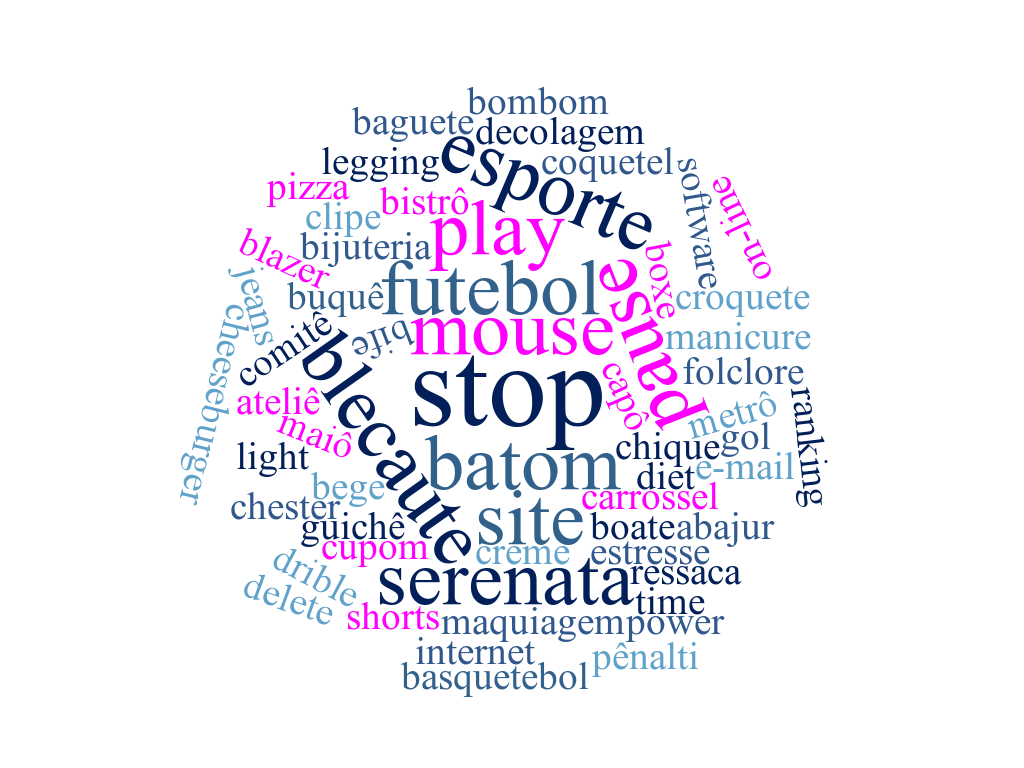 bombom
baguete
decolagem
esporte
legging
coquetel
software
on-line
pizza
bistrô
clipe
play
bijuteria
blazer
boxe
pause
jeans
buquê
futebol
croquete
cheeseburger
comitê
bife
mouse
manicure
blecaute
stop
capô
folclore
ateliê
maiô
metrô
ranking
light
batom
chique
gol
bege
diet
e-mail
chester
site
carrossel
guichê
boate
abajur
cupom
creme
estresse
drible
serenata
ressaca
delete
time
shorts
maquiagem
power
internet
pênalti
basquetebol